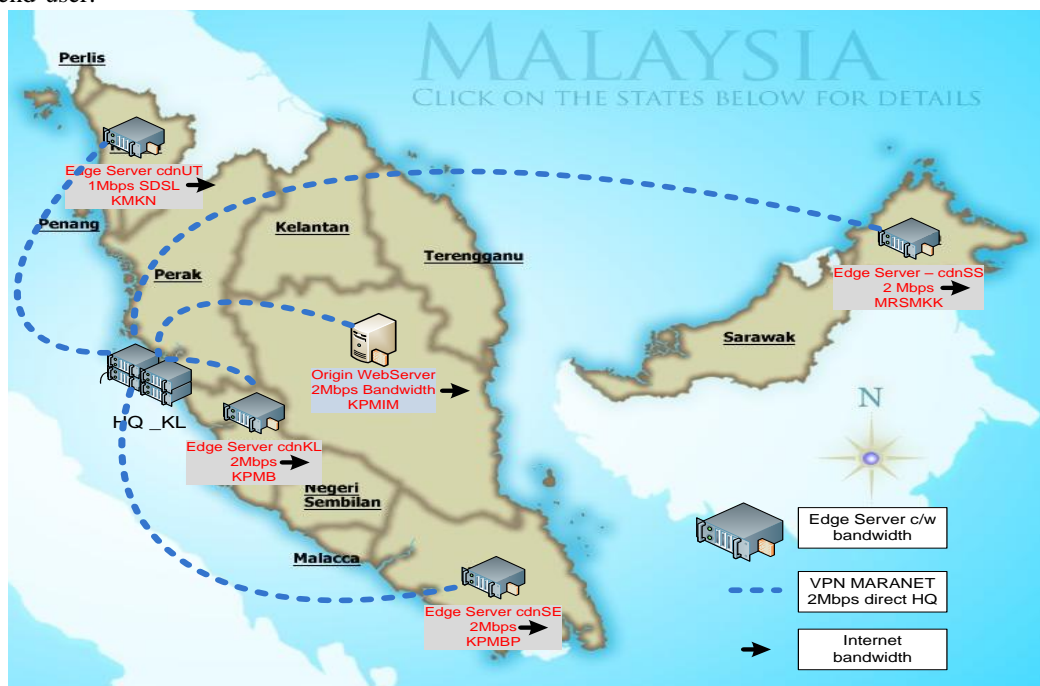 end user.
MALAYSIA
CLICK ON THE STATES BELOW FOR DETAILS
Perlis
Edge Server cdnUT
1Mbps SDSL
KMKN
Penang
Kelantan
Terengganu
Perak
Edge Server – cdnSS
2 Mbps
MRSMKK
Sarawak
Origin WebServer
2Mbps Bandwidth
KPMIM
HQ _KL
Edge Server cdnKL
2Mbps
KPMB
Negeri
Sembilan
Malacca
Edge Server cdnSE
2Mbps
KPMBP
N
Edge Server c/w
bandwidth
VPN MARANET
2Mbps direct HQ
Internet
bandwidth